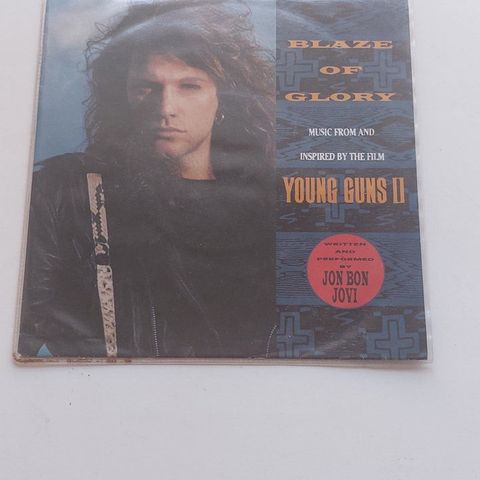 BLAZE
OF
GLORY
MUSIC FROM AND
INSPIRED BY THE FILM
YOUNG GUNS II
WRITTEN
AND
PERFORMED
BY
JON BON
JOVI